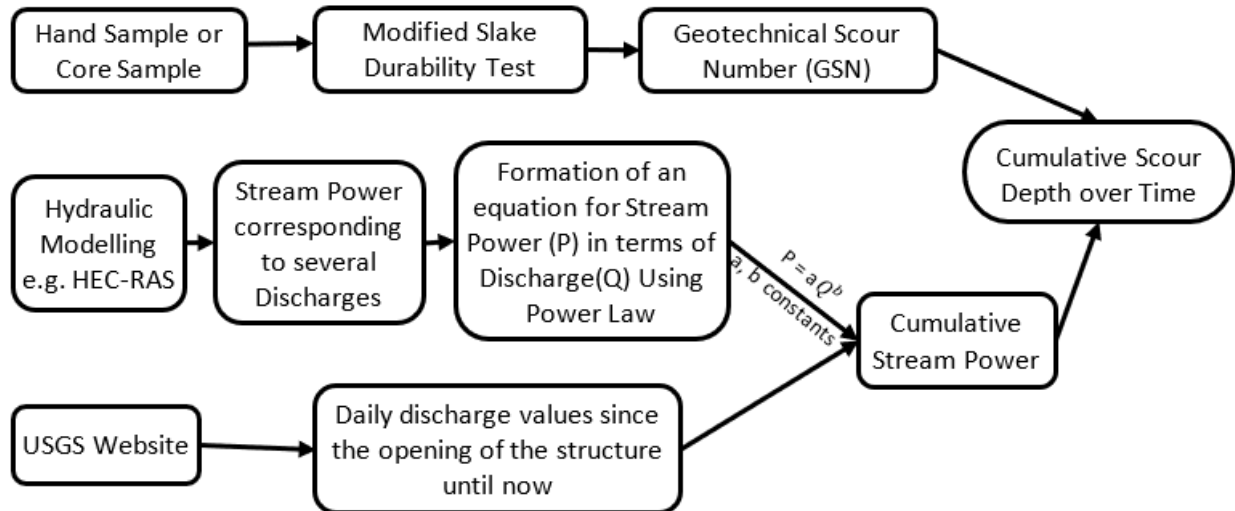 Hand Sample or
Core Sample
Modified Slake
Durability Test
Geotechnical Scour
Number (GSN)
Cumulative Scour
Depth over Time
Hydraulic
Modelling
e.g. HEC-RAS
Stream Power
corresponding
to several
Discharges
Formation of an
equation for Stream
Power (P) in terms of
Discharge(Q) Using
Power Law
P = aQ^b
a, b constants
Cumulative
Stream Power
USGS Website
Daily discharge values since
the opening of the structure
until now